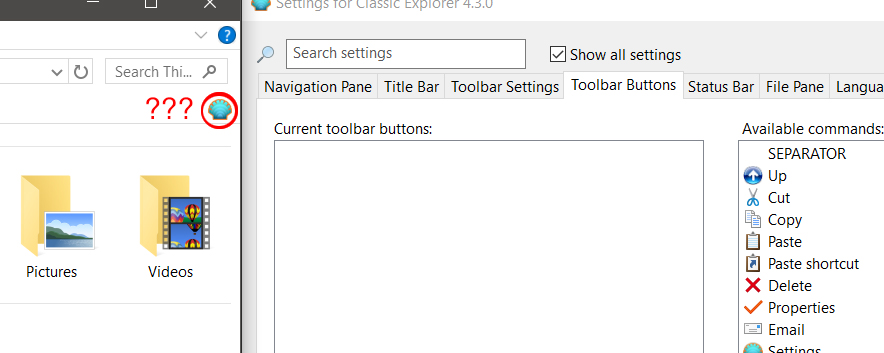 Settings for Classic Explorer 4.3.0
?
Search Thi...
???
Pictures
Videos
Search settings
Show all settings
Navigation Pane
Title Bar
Toolbar Settings
Toolbar Buttons
Status Bar
File Pane
Langua
Current toolbar buttons:
Available commands:
SEPARATOR
Up
Cut
Copy
Paste
Paste shortcut
Delete
Properties
Email
Settings